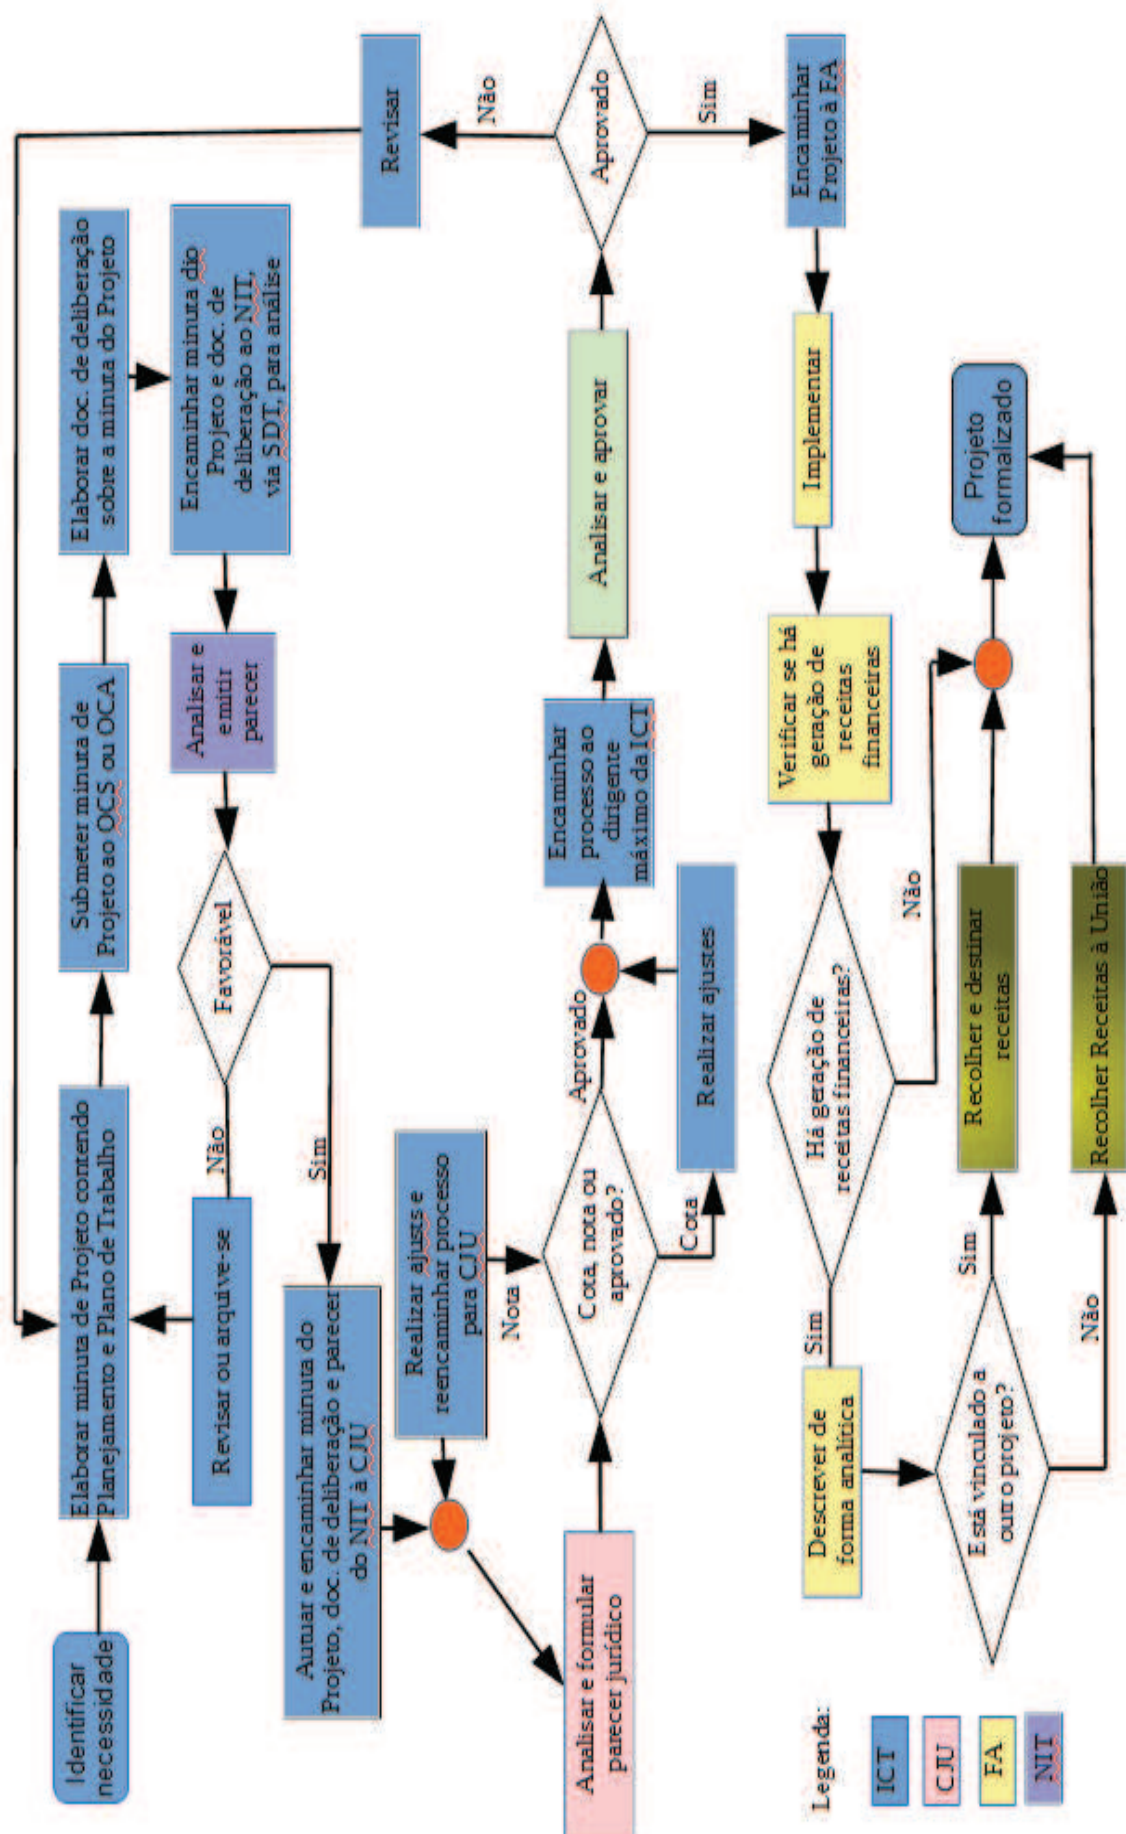 Identificar
necessidade
Elaborar minuta de Projeto contendo
Planejamento e Plano de Trabalho
Submeter minuta de
Projeto ao OCS ou OCA
Elaborar doc. de deliberação
sobre a minuta do Projeto
Encaminhar minuta dio
Projeto e doc. de
deliberação ao NIT,
via SDT, para análise
Analisar e
emitir
parecer
Favorável
Não
Sim
Revisar ou arquive-se
Autuar e encaminhar minuta do
Projeto, doc. de deliberação e parecer
do NIT à CJU
Realizar ajusts e
reencaminhar processo
para CJU
Nota
Analisar e formular
parecer jurídico
Cota, nota ou
aprovado?
Aprovado
Cota
Realizar ajustes
Encaminhar
processo ao
dirigente
máximo da ICT
Analisar e aprovar
Aprovado
Não
Revisar
Sim
Encaminhar
Projeto à FA
Implementar
Verificar se há
geração de
receitas
financeiras
Há geração de
receitas financeiras?
Não
Sim
Descrever de
forma analítica
Está vinculado a
outro projeto?
Sim
Recolher e destinar
receitas
Não
Recolher Receitas à União
Projeto
formalizado
Legenda:
ICT
CJU
FA
NIT